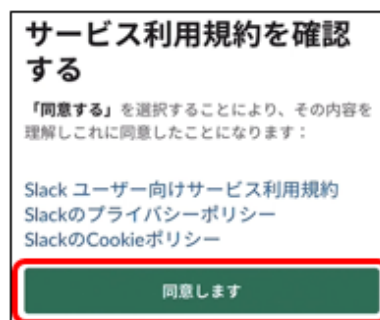 サービス利用規約を確認
する
「同意する」を選択することにより、その内容を
理解しこれに同意したことになります：
Slack ユーザー向けサービス利用規約
Slackのプライバシーポリシー
SlackのCookieポリシー
同意します